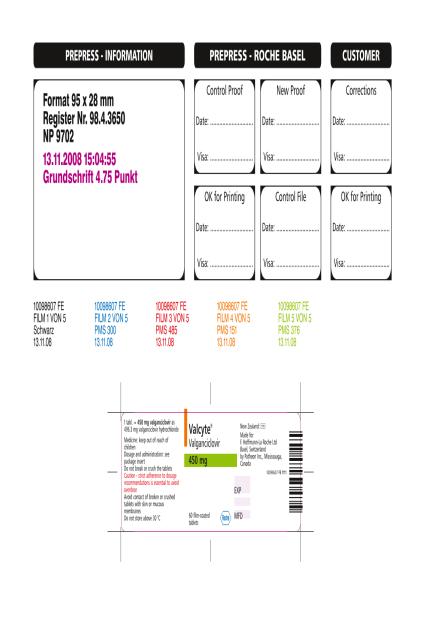 PREPRESS - INFORMATION
PREPRESS - ROCHE BASEL
CUSTOMER
Format 95 x 28 mm
Register Nr. 98.4.3650
NP 9702
13.11.2008 15:04:55
Grundschrift 4.75 Punkt
Control Proof
Date:
Visa:
New Proof
Date:
Visa:
Corrections
Date:
Visa:
OK for Printing
Date:
Visa:
Control File
Date:
Visa:
OK for Printing
Date:
Visa:
10098607 FE
FILM 1 VON 5
Schwarz
13.11.08
10098607 FE
FILM 2 VON 5
PMS 300
13.11.08
10098607 FE
FILM 3 VON 5
PMS 485
13.11.08
10098607 FE
FILM 4 VON 5
PMS 151
13.11.08
10098607 FE
FILM 5 VON 5
PMS 376
13.11.08
1 tabl. = 450 mg valganciclovir as
496.3 mg valganciclovir hydrochloride
Medicine: keep out of reach of
children
Dosage and administration: see
package insert
Do not break or crush the tablets
Caution - strict adherence to dosage
recommendations is essential to avoid
overdose
Avoid contact of broken or crushed
tablets with skin or mucous
membranes
Do not store above 30°C
Valcyte®
Valganciclovir
450 mg
60 film-coated
tablets
Roche
New Zealand
Made for
F. Hoffmann-La Roche Ltd
Basel, Switzerland
by Patheon Inc., Mississauga,
Canada
EXP
MFD